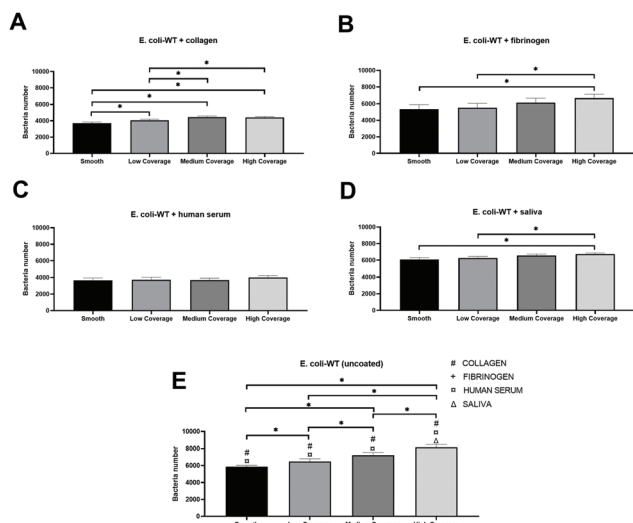 A
E. coli-WT + collagen
*
*
*
*
*
10000
8000
6000
4000
2000
0
Bacteria number
Smooth
Low Coverage
Medium Coverage
High Coverage
B
E. coli-WT + fibrinogen
*
*
10000
8000
6000
4000
2000
0
Bacteria number
Smooth
Low Coverage
Medium Coverage
High Coverage
C
E. coli-WT + human serum
10000
8000
6000
4000
2000
0
Bacteria number
Smooth
Low Coverage
Medium Coverage
High Coverage
D
E. coli-WT + saliva
*
*
10000
8000
6000
4000
2000
0
Bacteria number
Smooth
Low Coverage
Medium Coverage
High Coverage
E
E. coli-WT (uncoated)
# COLLAGEN
+ FIBRINOGEN
¤ HUMAN SERUM
Δ SALIVA
*
*
*
*
*
*
#
¤
#
¤
#
¤
#
¤
Δ
10000
8000
6000
4000
2000
0
Bacteria number